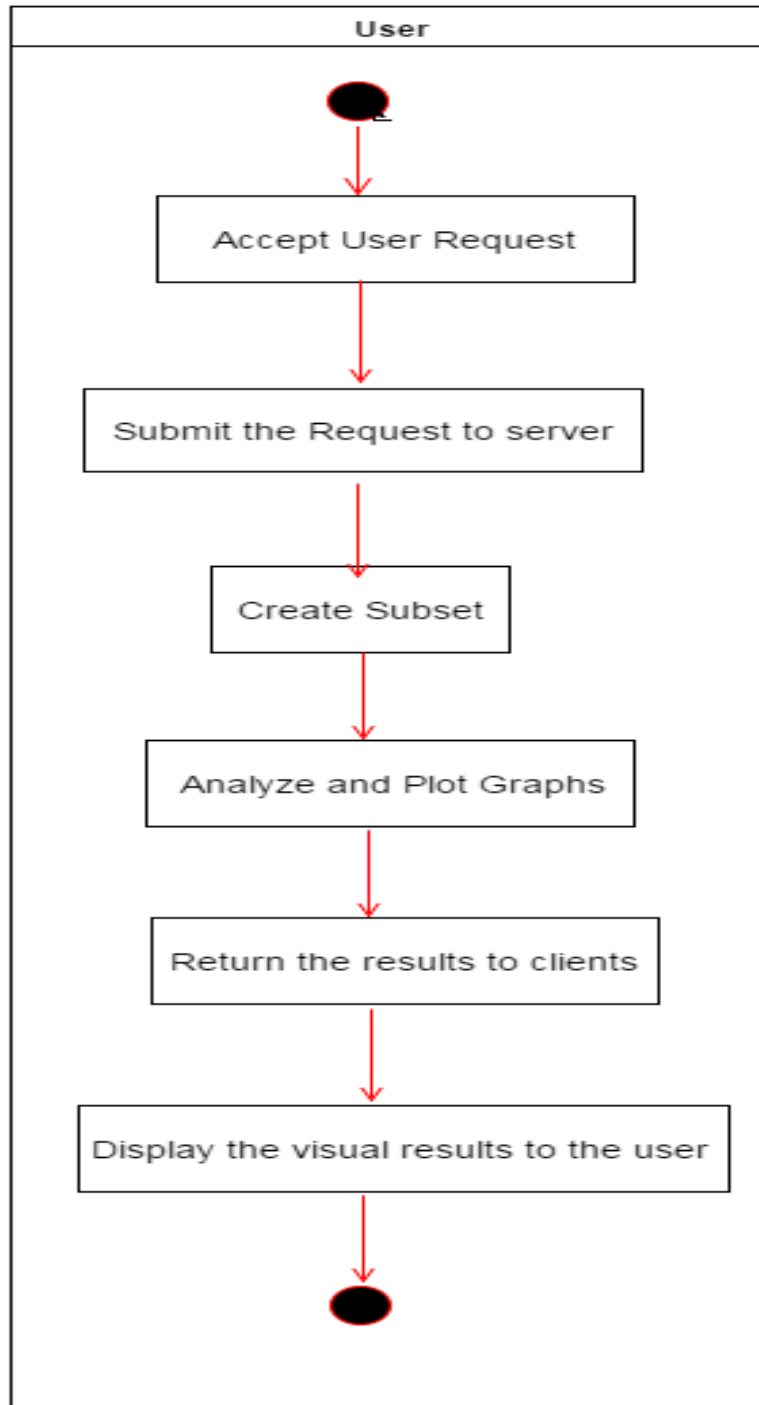 User
Accept User Request
Submit the Request to server
Create Subset
Analyze and Plot Graphs
Return the results to clients
Display the visual results to the user